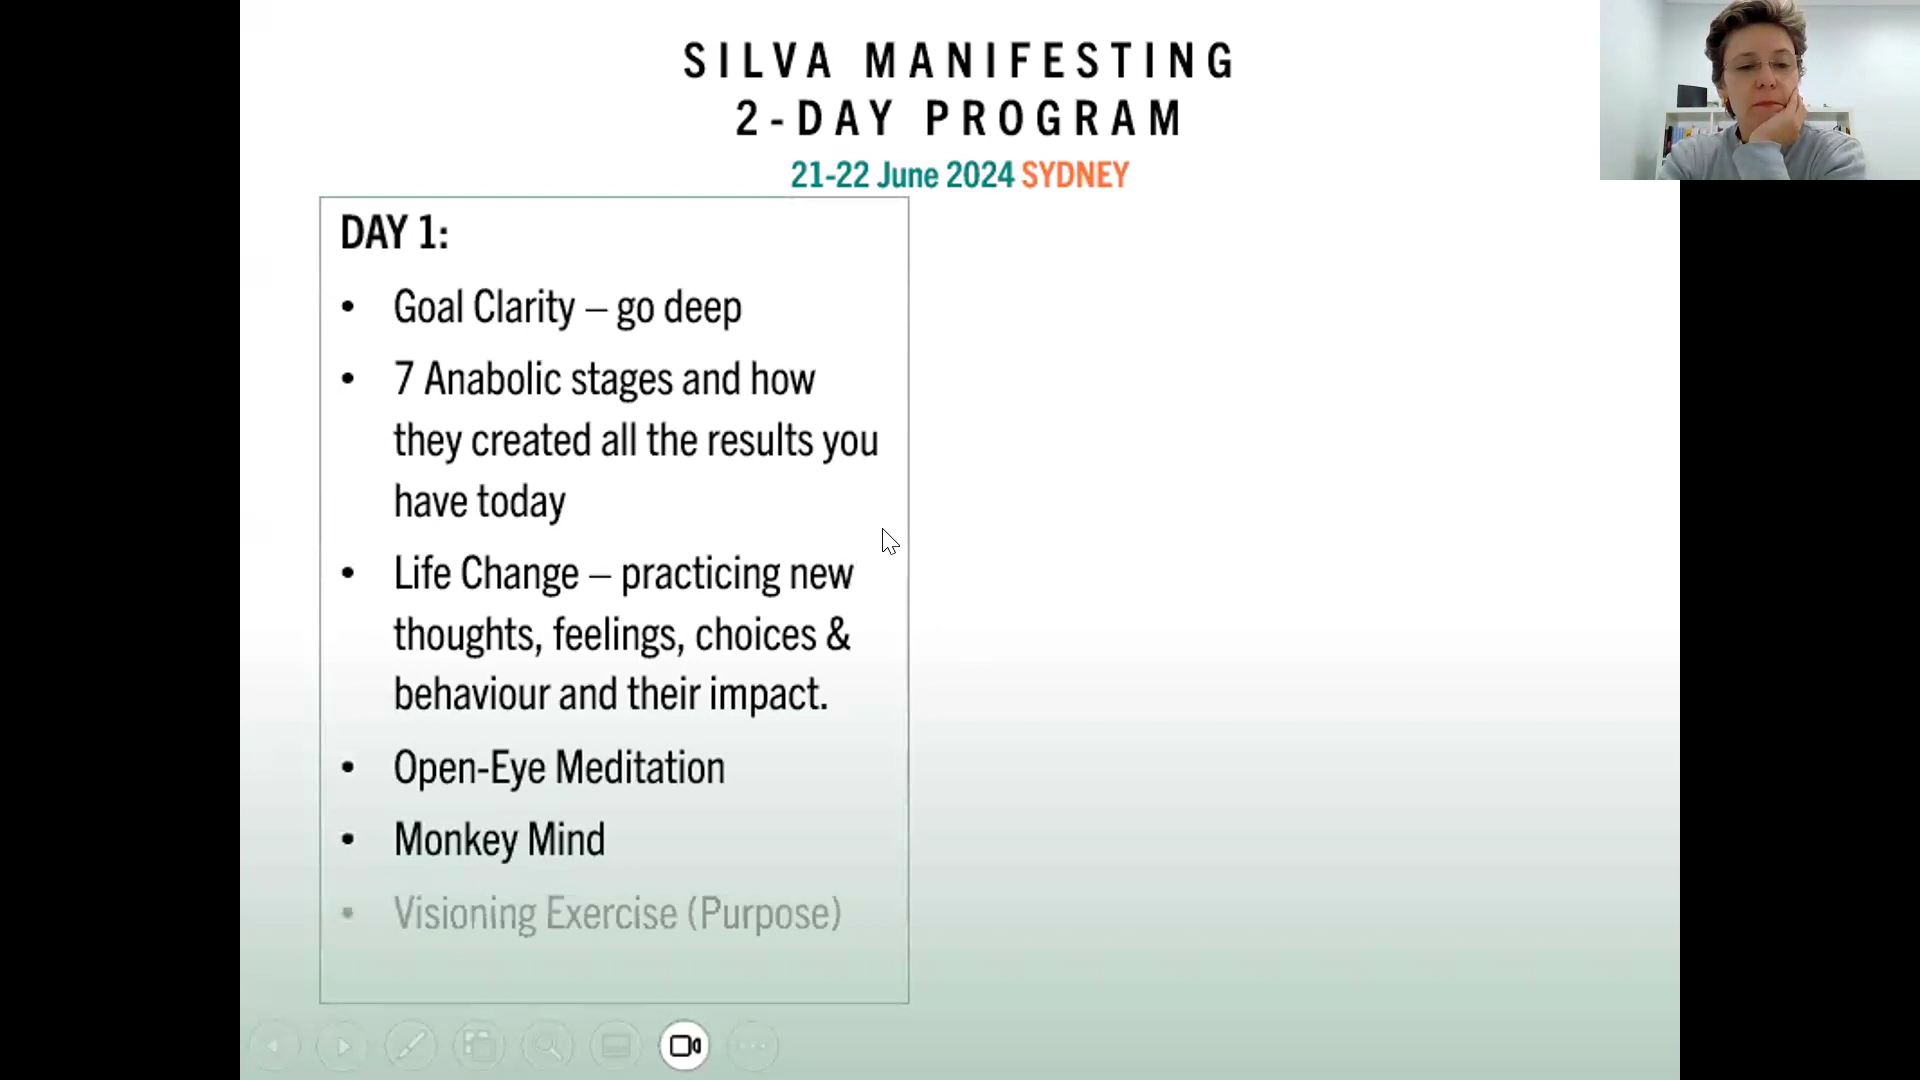 SILVA MANIFESTING
2-DAY PROGRAM
21-22 June 2024 SYDNEY
DAY 1:
• Goal Clarity – go deep
• 7 Anabolic stages and how
they created all the results you
have today
• Life Change – practicing new
thoughts, feelings, choices &
behaviour and their impact.
• Open-Eye Meditation
• Monkey Mind
• Visioning Exercise (Purpose)